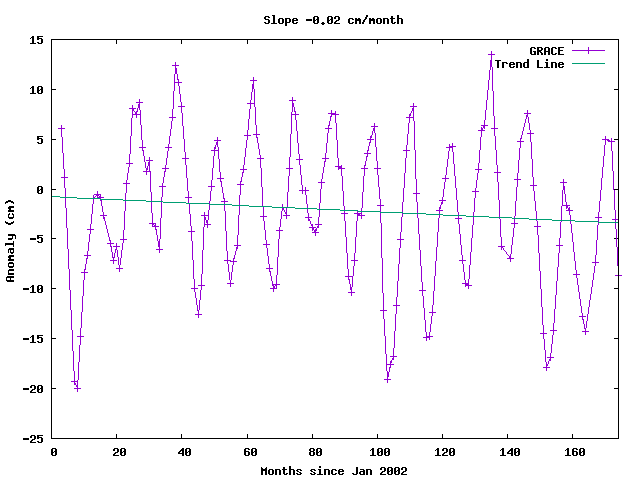 Slope -0.02 cm/month
GRACE
Trend Line
15
10
5
0
-5
-10
-15
-20
-25
Anomaly (cm)
0 20 40 60 80 100 120 140 160
Months since Jan 2002